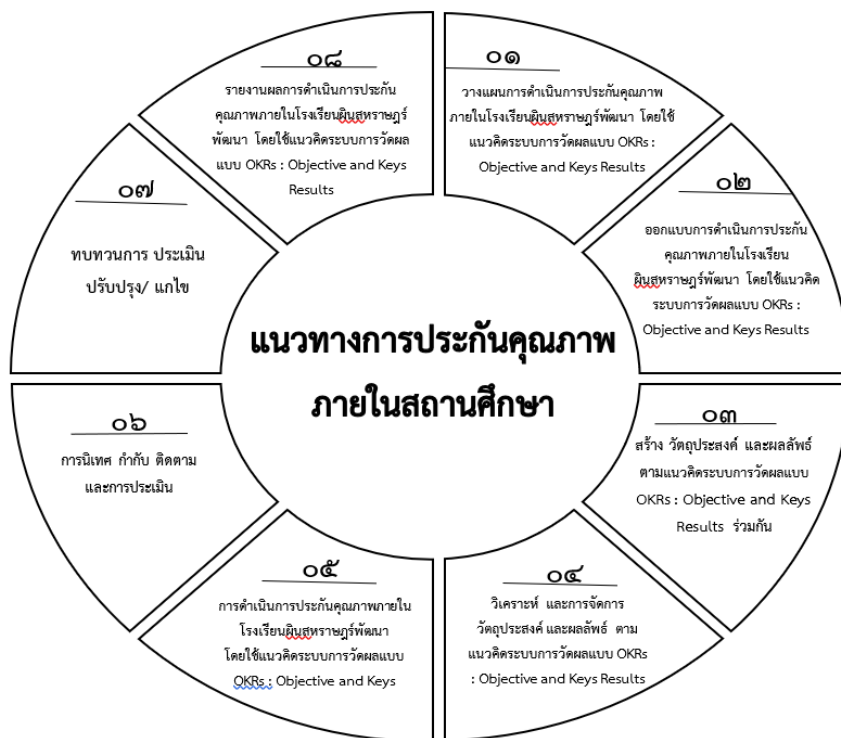 แนวทางการประกันคุณภาพ
ภายในสถานศึกษา
๐๑
วางแผนการดำเนินการประกันคุณภาพ
ภายในโรงเรียนผินสุหราษฎร์พัฒนา โดยใช้
แนวคิดระบบการวัดผลแบบ OKRs :
Objective and Keys Results
๐๒
ออกแบบการดำเนินการประกัน
คุณภาพภายในโรงเรียน
ผินสุหราษฎร์พัฒนา โดยใช้แนวคิด
ระบบการวัดผลแบบ OKRs :
Objective and Keys Results
๐๓
สร้าง วัตถุประสงค์ และผลลัพธ์
ตามแนวคิดระบบการวัดผลแบบ
OKRs : Objective and Keys
Results ร่วมกัน
๐๔
วิเคราะห์ และการจัดการ
วัตถุประสงค์ และผลลัพธ์ ตาม
แนวคิดระบบการวัดผลแบบ OKRs
: Objective and Keys Results
๐๕
การดำเนินการประกันคุณภาพภายใน
โรงเรียนผินสุหราษฎร์พัฒนา
โดยใช้แนวคิดระบบการวัดผลแบบ
OKRs : Objective and Keys
๐๖
การนิเทศ กำกับ ติดตาม
และการประเมิน
๐๗
ทบทวนการ ประเมิน
ปรับปรุง/ แกไข
๐๘
รายงานผลการดำเนินการประกัน
คุณภาพภายในโรงเรียนผินสุหราษฎร์
พัฒนา โดยใช้แนวคิดระบบการวัดผล
แบบ OKRs : Objective and Keys
Results